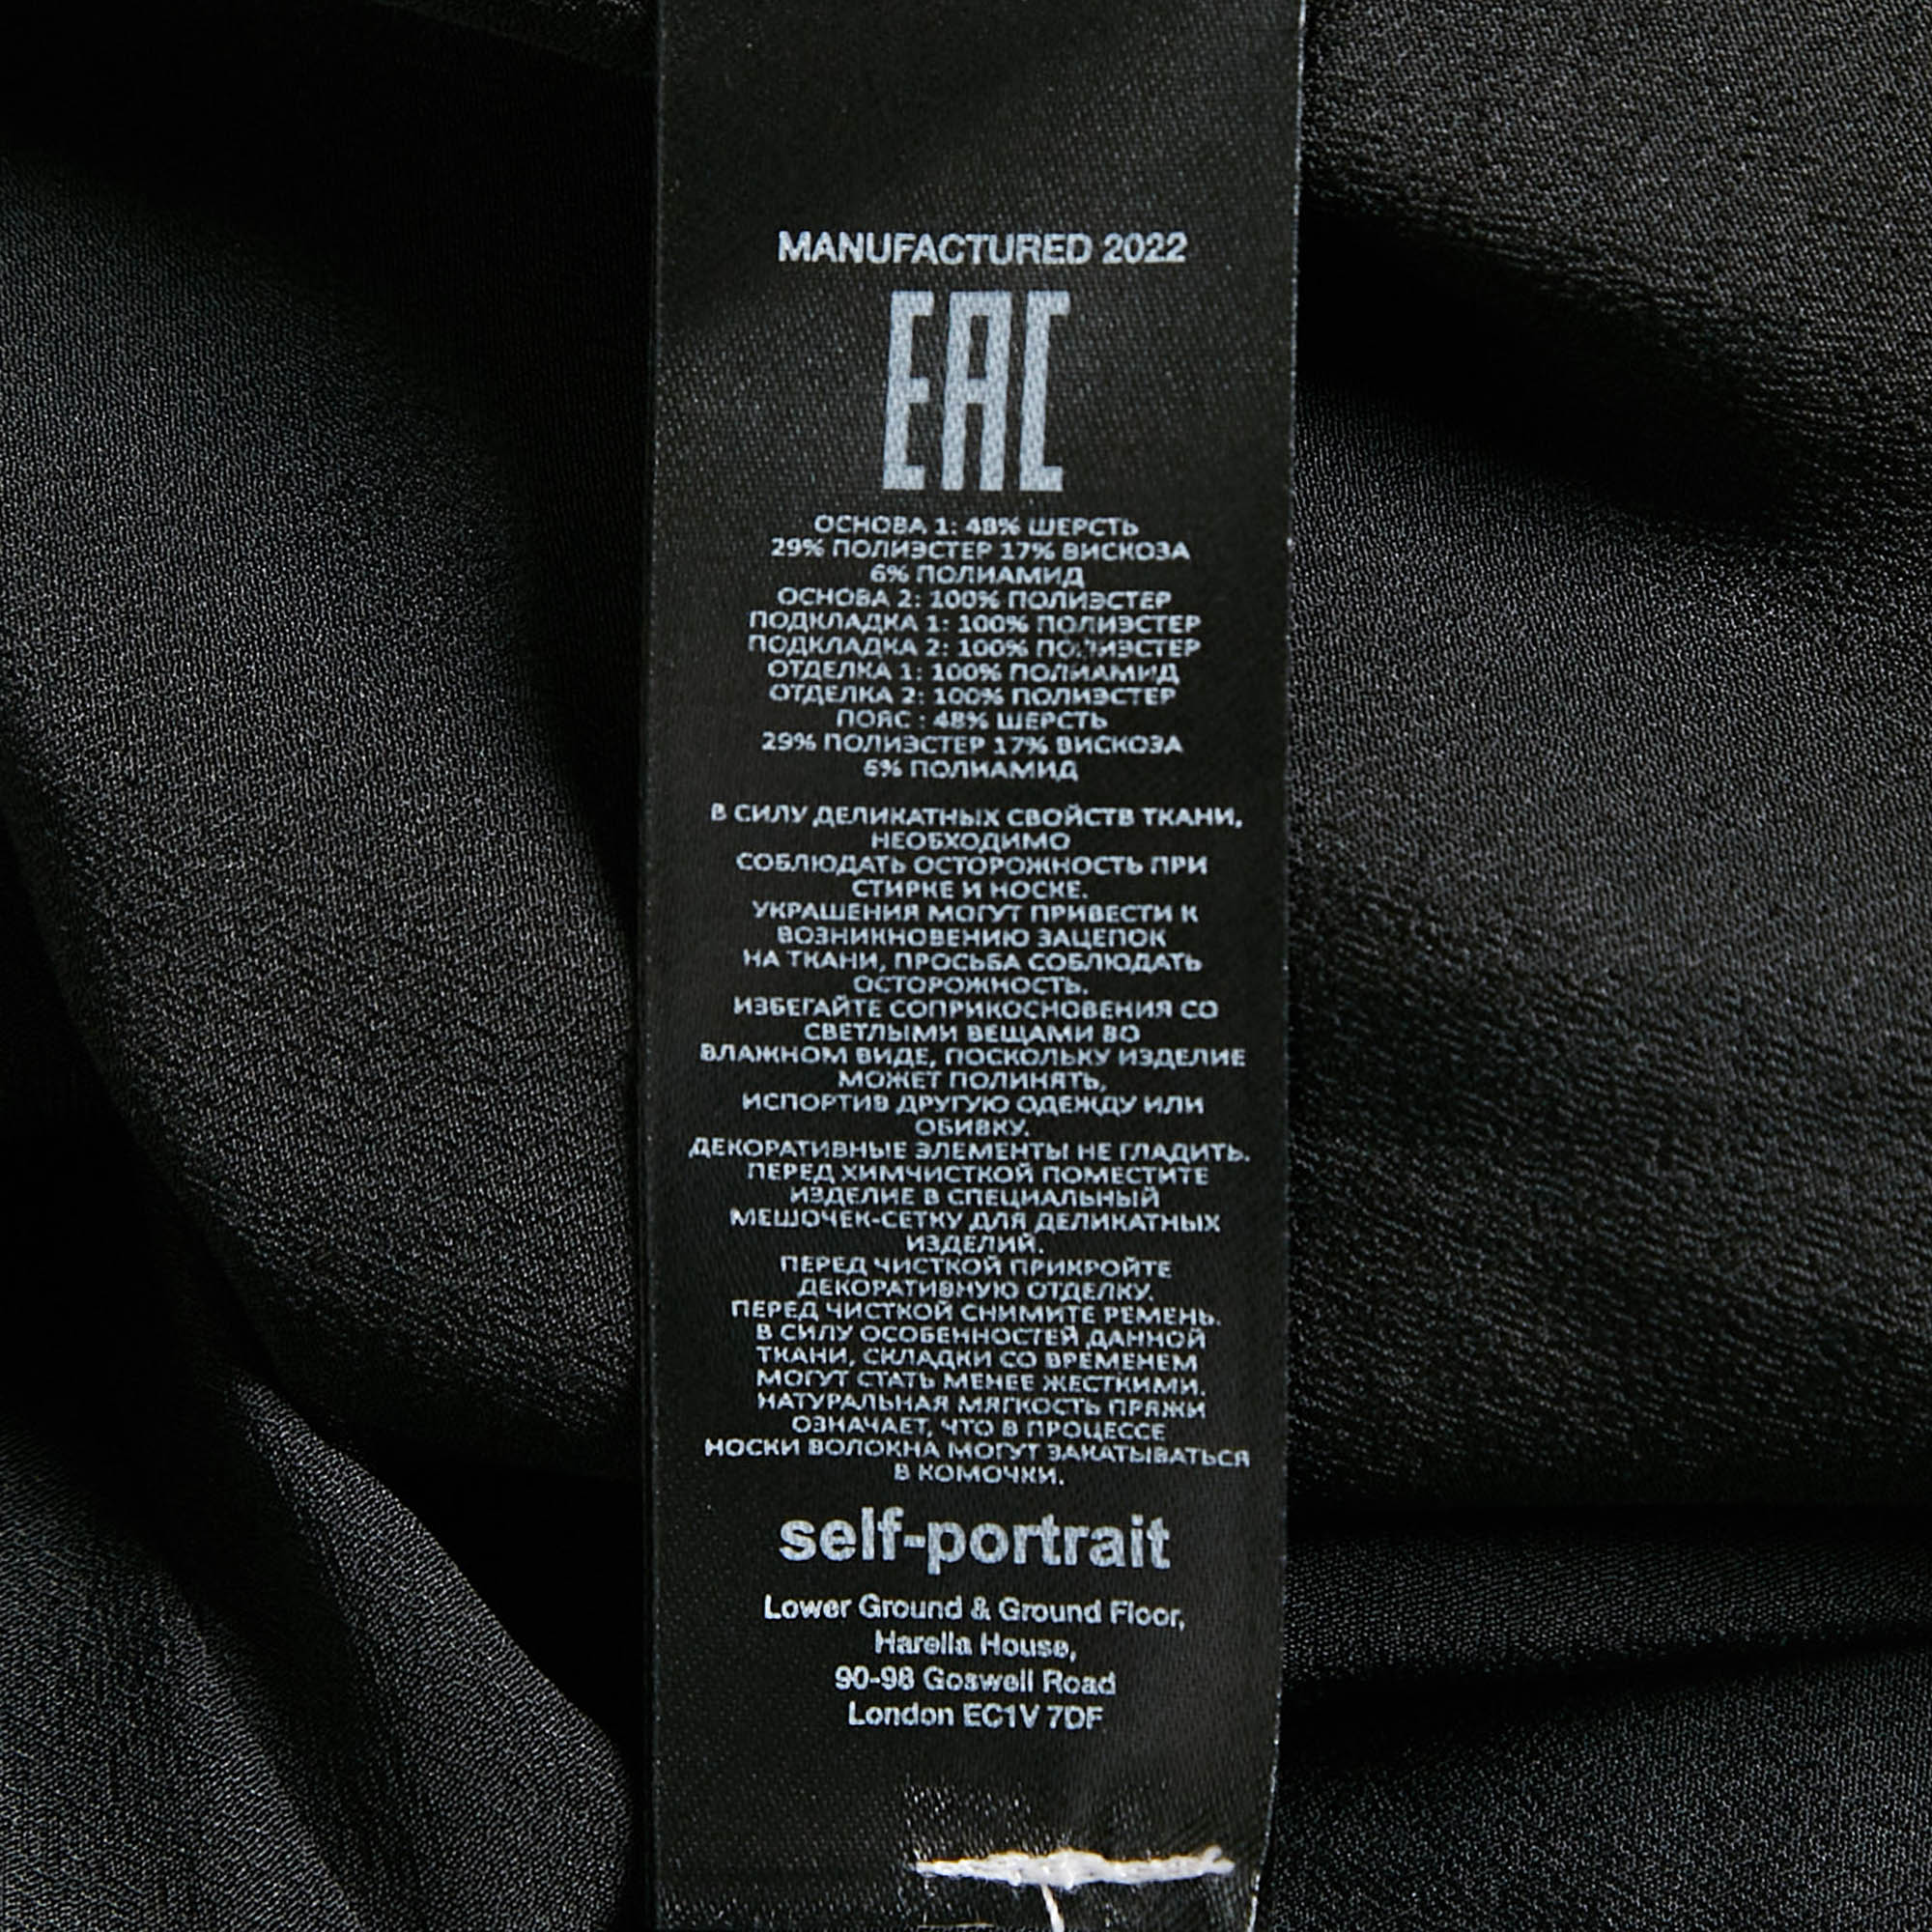 MANUFACTURED 2022
EAC
ОСНОВА 1: 48% ШЕРСТЬ
29% ПОЛИЭСТЕР 17% ВИСКОЗА
6% ПОЛИАМИД
ОСНОВА 2: 100% ПОЛИЭСТЕР
ПОДКЛАДКА 1: 100% ПОЛИЭСТЕР
ПОДКЛАДКА 2: 100% ПОЛИЭСТЕР
ОТДЕЛКА 1: 100% ПОЛИАМИД
ОТДЕЛКА 2: 100% ПОЛИЭСТЕР
ПОЯС : 48% ШЕРСТЬ
29% ПОЛИЭСТЕР 17% ВИСКОЗА
6% ПОЛИАМИД
В СИЛУ ДЕЛИКАТНЫХ СВОЙСТВ ТКАНИ,
НЕОБХОДИМО
СОБЛЮДАТЬ ОСТОРОЖНОСТЬ ПРИ
СТИРКЕ И НОСКЕ.
УКРАШЕНИЯ МОГУТ ПРИВЕСТИ К
ВОЗНИКНОВЕНИЮ ЗАЦЕПОК
НА ТКАНИ, ПРОСЬБА СОБЛЮДАТЬ
ОСТОРОЖНОСТЬ.
ИЗБЕГАЙТЕ СОПРИКОСНОВЕНИЯ СО
СВЕТЛЫМИ ВЕЩАМИ ВО
ВЛАЖНОМ ВИДЕ, ПОСКОЛЬКУ ИЗДЕЛИЕ
МОЖЕТ ПОЛИНЯТЬ,
ИСПОРТИВ ДРУГУЮ ОДЕЖДУ ИЛИ
ОБИВКУ.
ДЕКОРАТИВНЫЕ ЭЛЕМЕНТЫ НЕ ГЛАДИТЬ.
ПЕРЕД ХИМЧИСТКОЙ ПОМЕСТИТЕ
ИЗДЕЛИЕ В СПЕЦИАЛЬНЫЙ
МЕШОЧЕК-СЕТКУ ДЛЯ ДЕЛИКАТНЫХ
ИЗДЕЛИЙ.
ПЕРЕД ЧИСТКОЙ ПРИКРОЙТЕ
ДЕКОРАТИВНУЮ ОТДЕЛКУ.
ПЕРЕД ЧИСТКОЙ СНИМИТЕ РЕМЕНЬ.
В СИЛУ ОСОБЕННОСТЕЙ ДАННОЙ
ТКАНИ, СКЛАДКИ СО ВРЕМЕНЕМ
МОГУТ СТАТЬ МЕНЕЕ ЖЕСТКИМИ.
НАТУРАЛЬНАЯ МЯГКОСТЬ ПРЯЖИ
ОЗНАЧАЕТ, ЧТО В ПРОЦЕССЕ
НОСКИ ВОЛОКНА МОГУТ ЗАКАТЫВАТЬСЯ
В КОМОЧКИ.
self-portrait
Lower Ground & Ground Floor,
Harella House,
90-98 Goswell Road
London EC1V 7DF